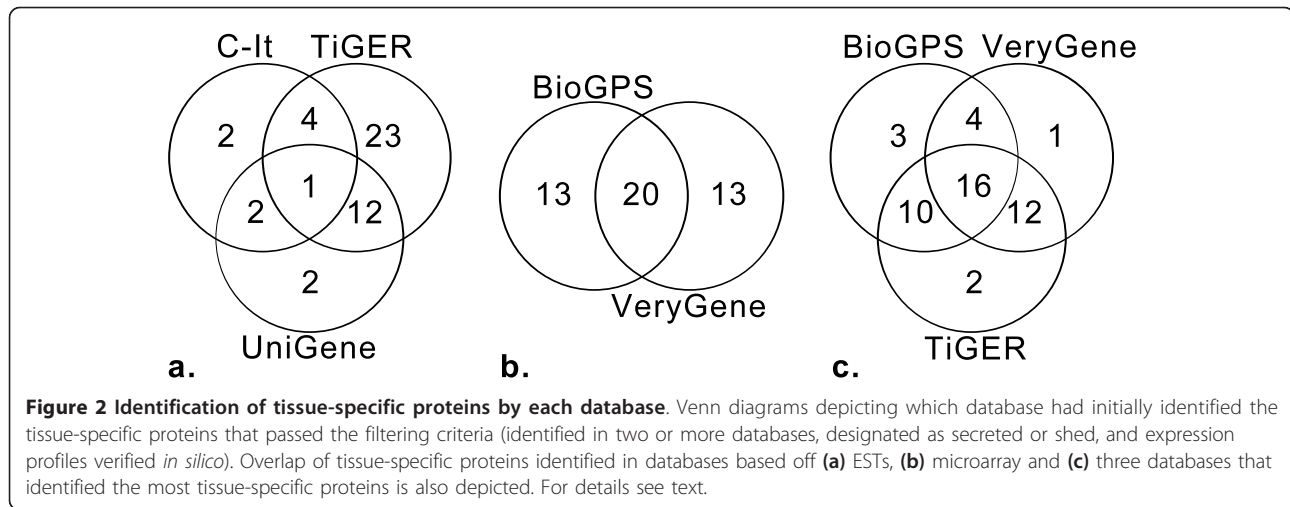 C-It TiGER
2 4 23
1
2 12
2
UniGene
a.
BioGPS
13 20 13
VeryGene
b.
BioGPS VeryGene
3 4 1
16
10 12
2
TiGER
c.
Figure 2 Identification of tissue-specific proteins by each database. Venn diagrams depicting which database had initially identified the
tissue-specific proteins that passed the filtering criteria (identified in two or more databases, designated as secreted or shed, and expression
profiles verified in silico). Overlap of tissue-specific proteins identified in databases based off (a) ESTs, (b) microarray and (c) three databases that
identified the most tissue-specific proteins is also depicted. For details see text.